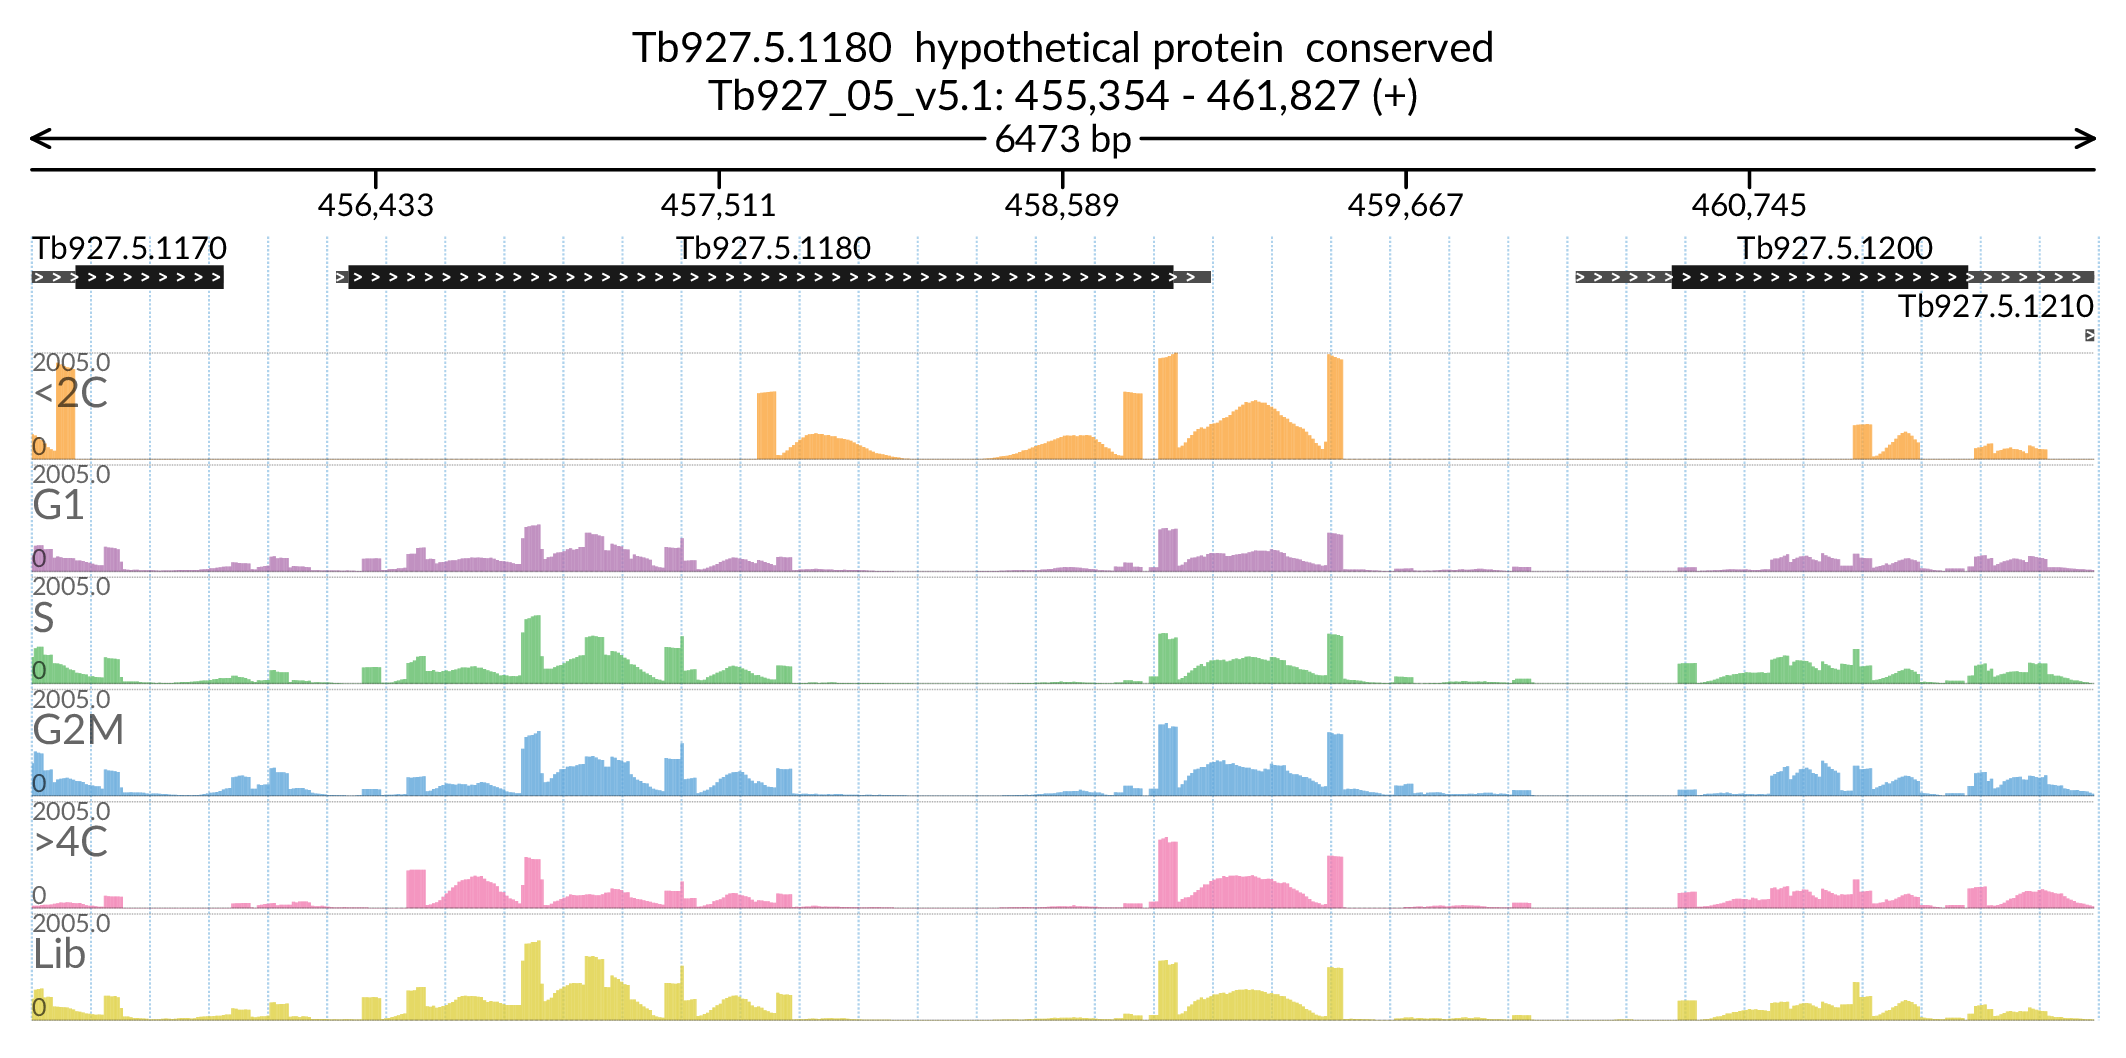 Tb927.5.1180  hypothetical protein  conserved
Tb927_05_v5.1: 455,354 - 461,827 (+)
6473 bp
456,433 457,511 458,589 459,667 460,745
Tb927.5.1170 Tb927.5.1180 Tb927.5.1200
Tb927.5.1210
2005.0
<2C
0
2005.0
G1
0
2005.0
S
0
2005.0
G2M
0
2005.0
>4C
0
2005.0
Lib
0